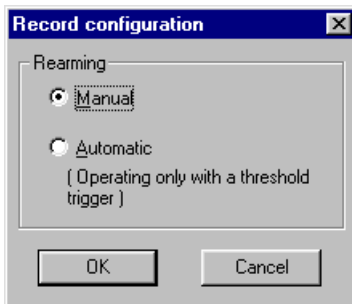 Record configuration
Rearming
Manual
Automatic
( Operating only with a threshold
trigger )
OK
Cancel